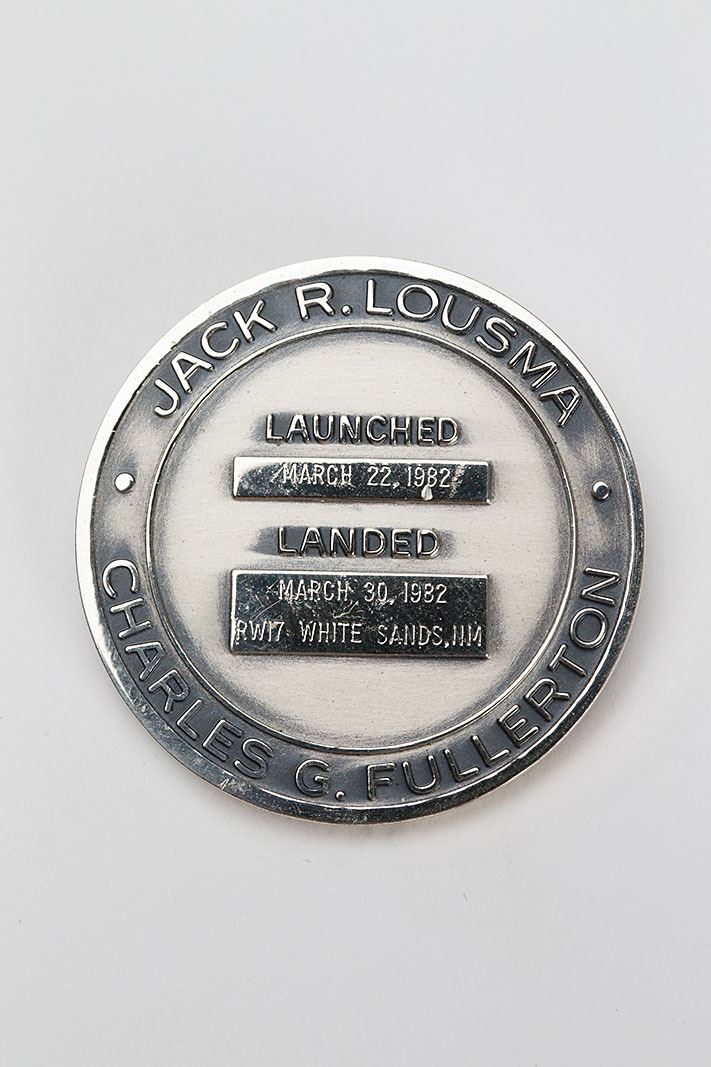 JACK R. LOUSMA
LAUNCHED
MARCH 22, 1982
LANDED
MARCH 30, 1982
RW17 WHITE SANDS, NM
CHARLES G. FULLERTON